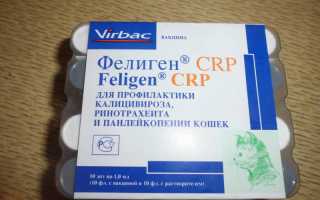 Virbac
ВАКЦИНА
Фелиген® CRP
Feligen® CRP
ДЛЯ ПРОФИЛАКТИКИ
КАЛИЦИВИРОЗА,
РИНОТРАХЕИТА
И ПАНЛЕЙКОПЕНИИ КОШЕК
10 шт по 1,0 мл
(10 фл. с вакциной + 10 фл. с растворителем)